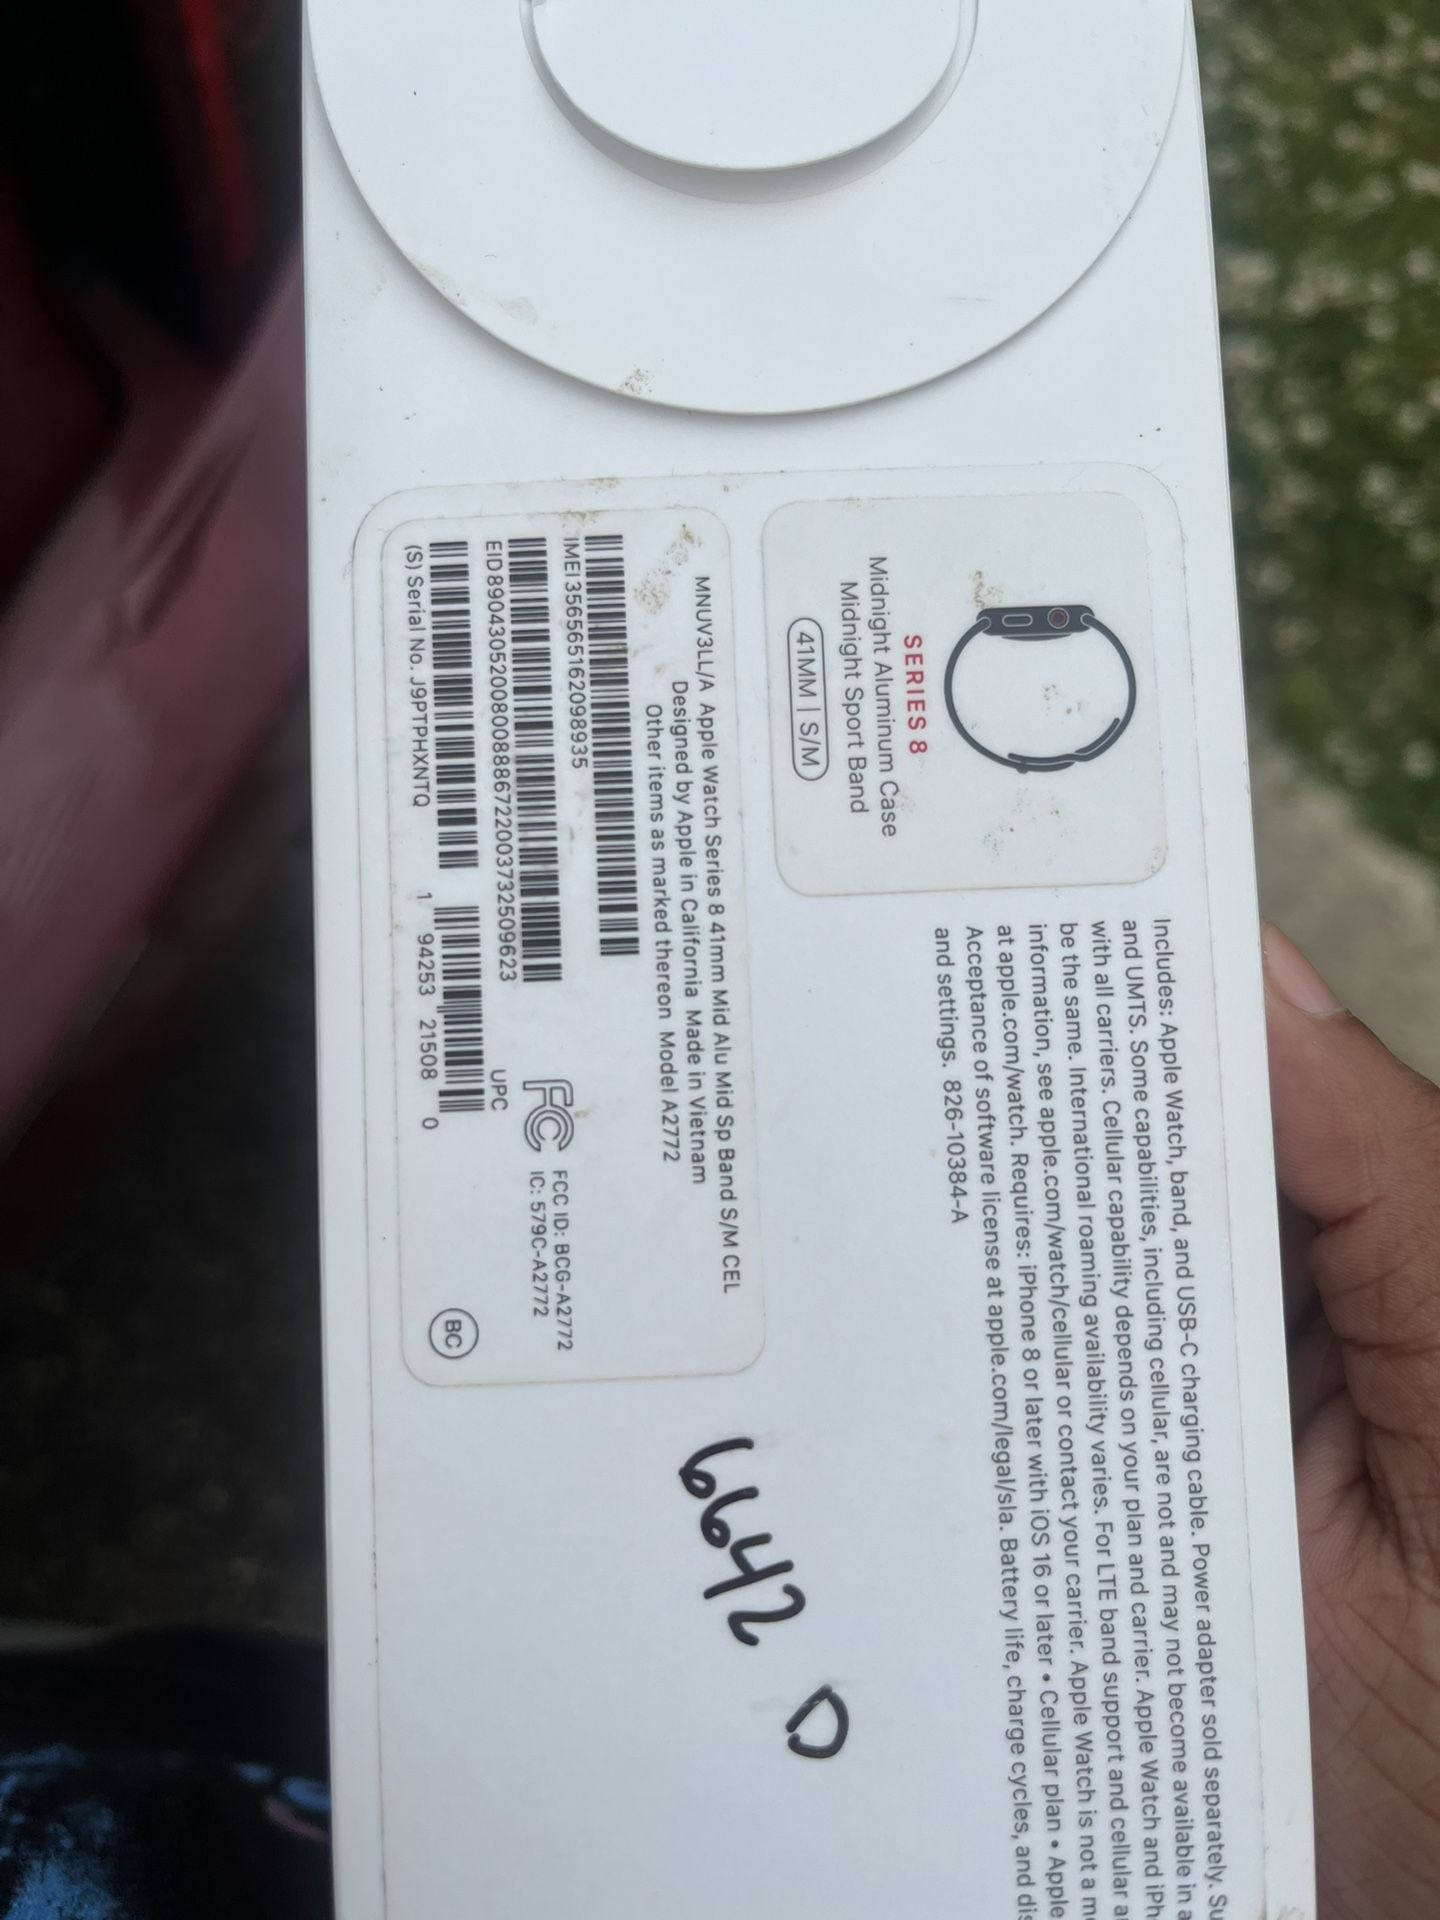 SERIES 8
Midnight Aluminum Case
Midnight Sport Band
41MM | S/M
Includes: Apple Watch, band, and USB-C charging cable. Power adapter sold separately.
and UMTS. Some capabilities, including cellular, are not and may not become available in
with all carriers. Cellular capability depends on your plan and carrier. Apple Watch and
be the same. International roaming availability varies. For LTE band support and cellular
information, see apple.com/watch/cellular or contact your carrier. Apple Watch is not a
at apple.com/watch. Requires: iPhone 8 or later with iOS 16 or later • Cellular plan • Apple
Acceptance of software license at apple.com/legal/sla. Battery life, charge cycles, and
and settings. 826-10384-A
MNUV3LL/A Apple Watch Series 8 41mm Mid Alu Mid Sp Band S/M CEL
Designed by Apple in California Made in Vietnam
Other items as marked thereon Model A2772
IMEI 356565162098935
EID 89043052008008886722003732509623
(S) Serial No. J9PTPHXNTQ
UPC
1 94253 21508 0
FC
FCC ID: BCG-A2772
IC: 579C-A2772
BC
6642 D